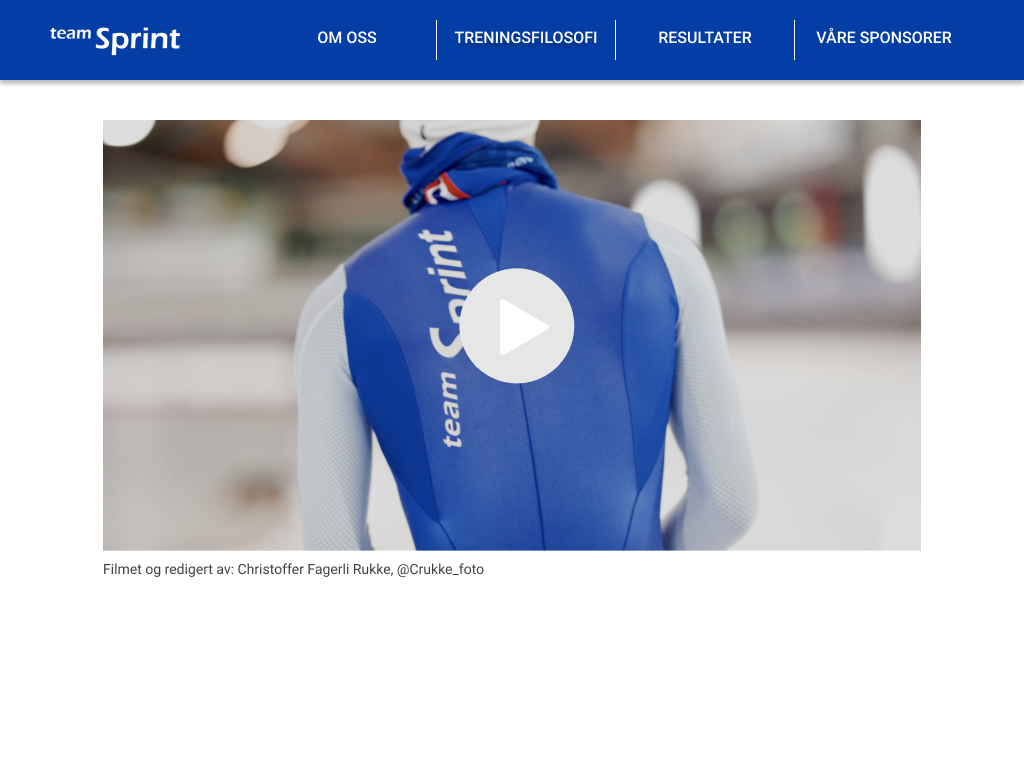 team Sprint
OM OSS
TRENINGSFILOSOFI
RESULTATER
VÅRE SPONSORER
team Sprint
Filmet og redigert av: Christoffer Fagerli Rukke, @Crukke_foto